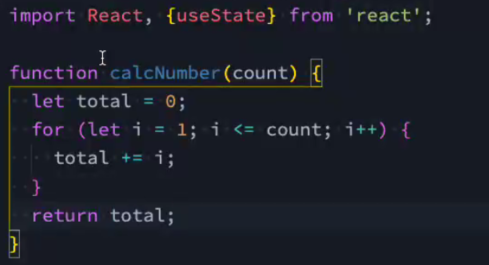 import React, {useState} from 'react';
function calcNumber(count) {
let total = 0;
for (let i = 1; i <= count; i++) {
total += i;
}
return total;
}